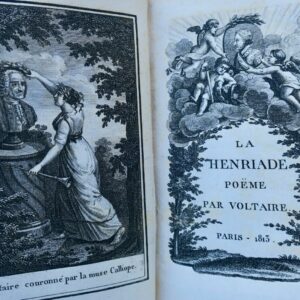 taire couronné par la muse Calliope.
LA
HENRIADE
POËME
PAR VOLTAIRE.
PARIS - 1813.